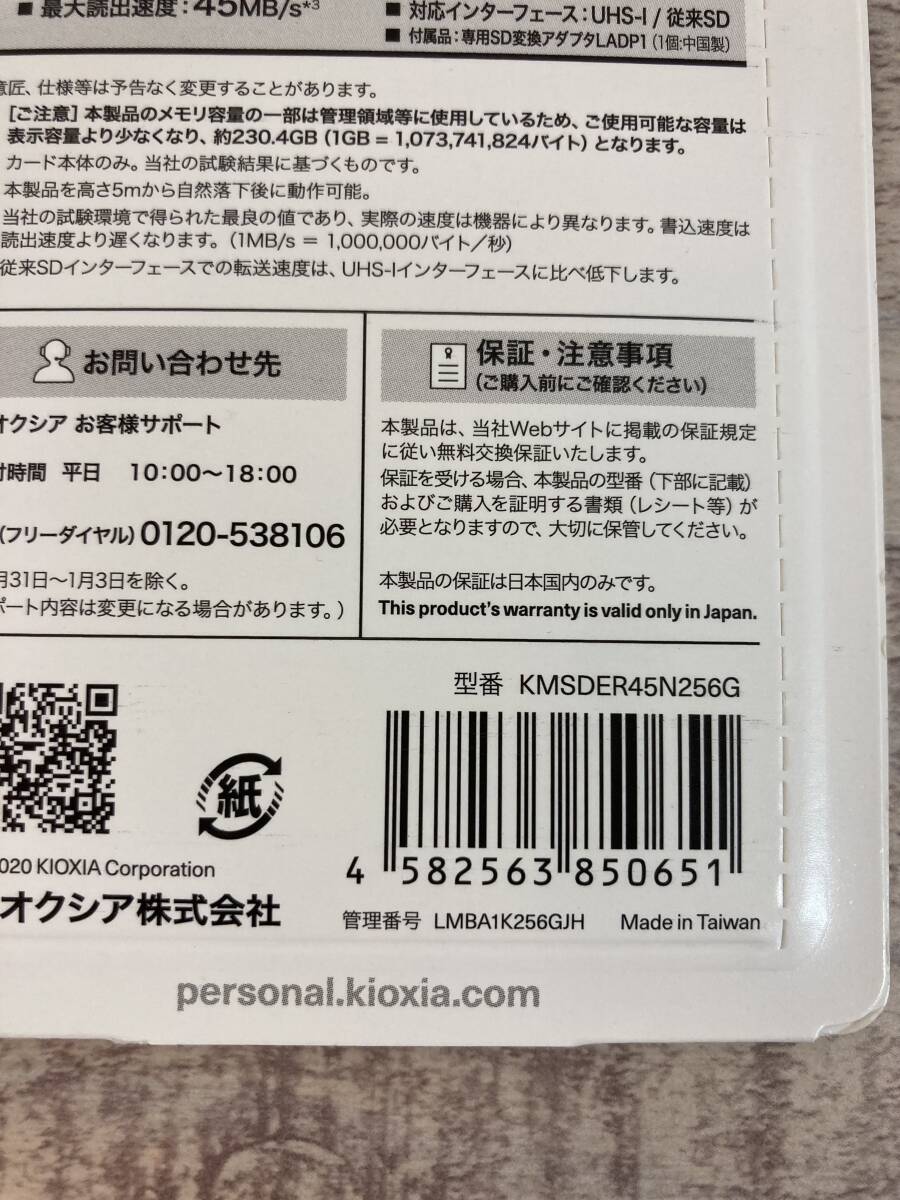 ■ 最大読出速度：45MB/s*3
■ 対応インターフェース：UHS-I / 従来SD
■ 付属品：専用SD変換アダプタLADP1（1個:中国製）
意匠、仕様等は予告なく変更することがあります。
［ご注意］本製品のメモリ容量の一部は管理領域等に使用しているため、ご使用可能な容量は
表示容量より少なくなり、約230.4GB（1GB = 1,073,741,824バイト）となります。
カード本体のみ。当社の試験結果に基づくものです。
本製品を高さ5mから自然落下後に動作可能。
当社の試験環境で得られた最良の値であり、実際の速度は機器により異なります。書込速度は
読出速度より遅くなります。（1MB/s = 1,000,000バイト／秒）
従来SDインターフェースでの転送速度は、UHS-Iインターフェースに比べ低下します。
お問い合わせ先
オクシア お客様サポート
付時間 平日 10:00～18:00
（フリーダイヤル）0120-538106
月31日～1月3日を除く。
ポート内容は変更になる場合があります。）
保証・注意事項
（ご購入前にご確認ください）
本製品は、当社Webサイトに掲載の保証規定
に従い無料交換保証いたします。
保証を受ける場合、本製品の型番（下部に記載）
およびご購入を証明する書類（レシート等）が
必要となりますので、大切に保管してください。
本製品の保証は日本国内のみです。
This product's warranty is valid only in Japan.
型番 KMSDER45N256G
紙
4 582563 850651
020 KIOXIA Corporation
オクシア株式会社
管理番号 LMBA1K256GJH Made in Taiwan
personal.kioxia.com